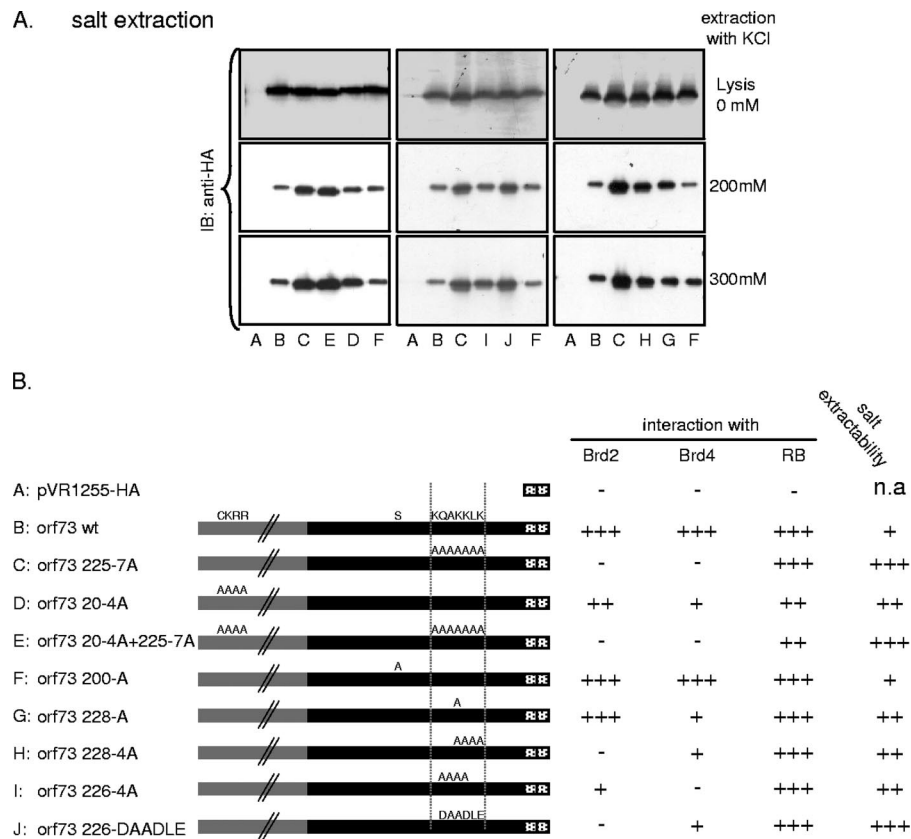 A. salt extraction
extraction with KCl
Lysis 0 mM
200mM
300mM
IB: anti-HA
A B C E D F
A B C I J F
A B C H G F
B.
interaction with
salt extractability
Brd2 Brd4 RB
A: pVR1255-HA - - - n.a
CKRR S KQAKKLK
B: orf73 wt +++ +++ +++ +
AAAAAAA
C: orf73 225-7A - - +++ +++
AAAA
D: orf73 20-4A ++ + ++ ++
AAAA AAAAAAA
E: orf73 20-4A+225-7A - - ++ +++
A
F: orf73 200-A +++ +++ +++ +
A
G: orf73 228-A +++ + +++ ++
AAAA
H: orf73 228-4A - + +++ ++
AAAA
I: orf73 226-4A + - +++ ++
DAADLE
J: orf73 226-DAADLE - + +++ +++